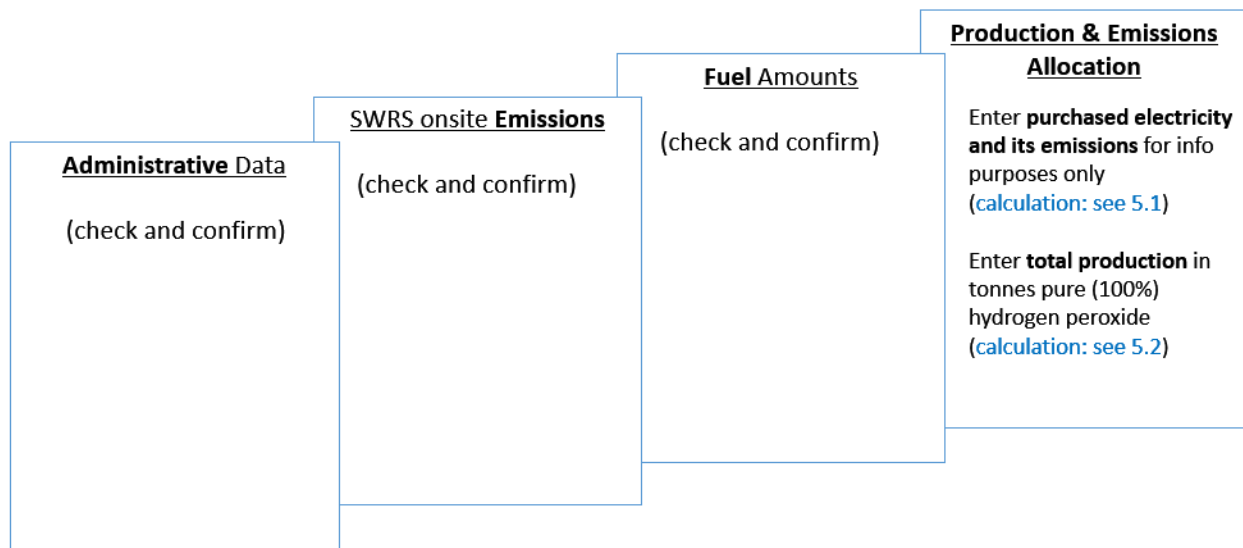 Administrative Data
(check and confirm)
SWRS onsite Emissions
(check and confirm)
Fuel Amounts
(check and confirm)
Production & Emissions
Allocation
Enter purchased electricity
and its emissions for info
purposes only
(calculation: see 5.1)
Enter total production in
tonnes pure (100%)
hydrogen peroxide
(calculation: see 5.2)